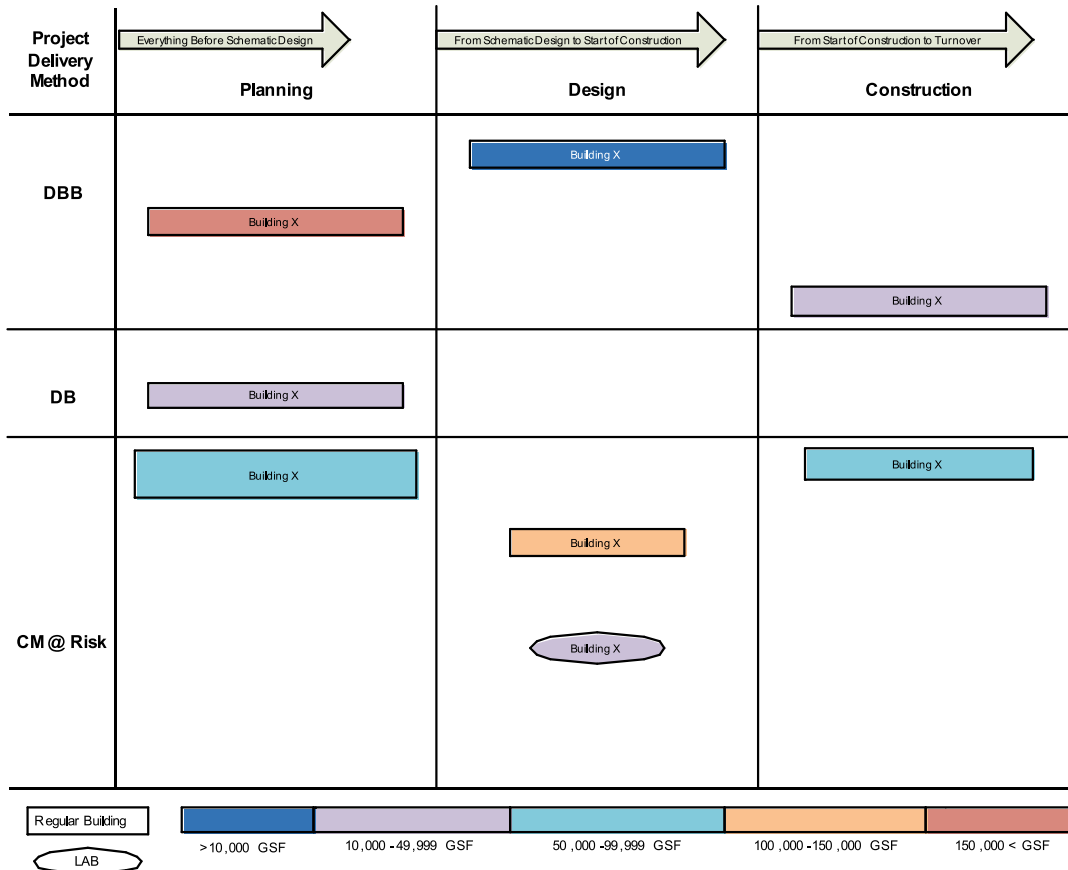 Project
Delivery
Method
Everything Before Schematic Design
From Schematic Design to Start of Construction
From Start of Construction to Turnover
Planning
Design
Construction
DBB
Building X
Building X
Building X
DB
Building X
CM @ Risk
Building X
Building X
Building X
Building X
Regular Building
LAB
>10,000 GSF
10,000-49,999 GSF
50,000-99,999 GSF
100,000-150,000 GSF
150,000< GSF